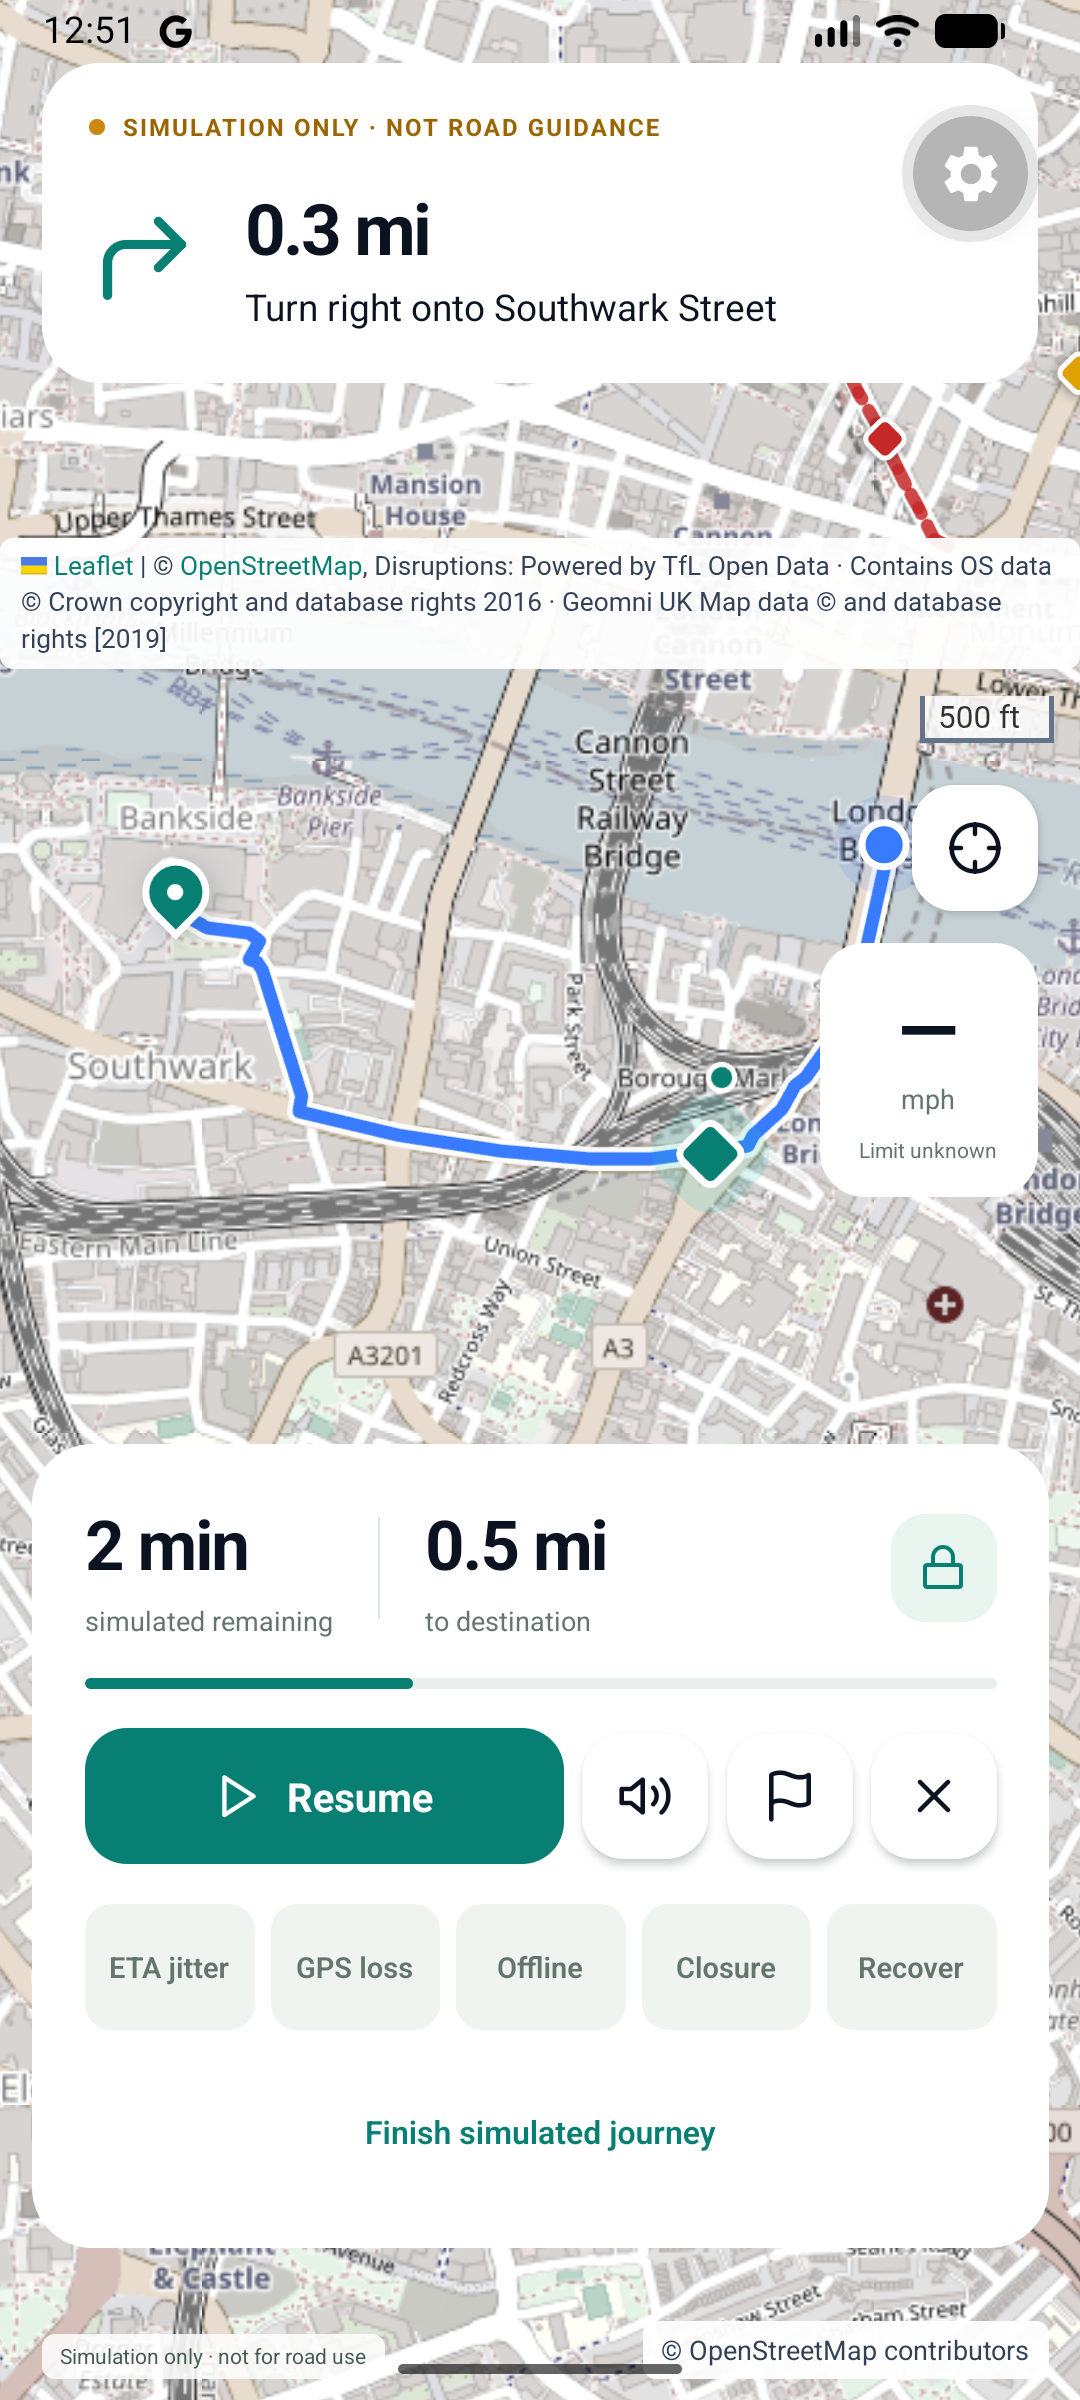 12:51
SIMULATION ONLY · NOT ROAD GUIDANCE
0.3 mi
Turn right onto Southwark Street
Mansion
House
Upper Thames Street
Leaflet | © OpenStreetMap, Disruptions: Powered by TfL Open Data · Contains OS data
© Crown copyright and database rights 2016 · Geomni UK Map data © and database
rights [2019]
Millennium
Bridge
Cannon
Street
500 ft
Cannon
Street
Railway
Bridge
Bankside
Pier
Bankside
Park Street
Southwark
mph
Limit unknown
Eastern Main Line
Union Street
Redcross Way
A3201
A3
2 min
simulated remaining
0.5 mi
to destination
Resume
ETA jitter
GPS loss
Offline
Closure
Recover
Finish simulated journey
& Castle
Simulation only · not for road use
© OpenStreetMap contributors